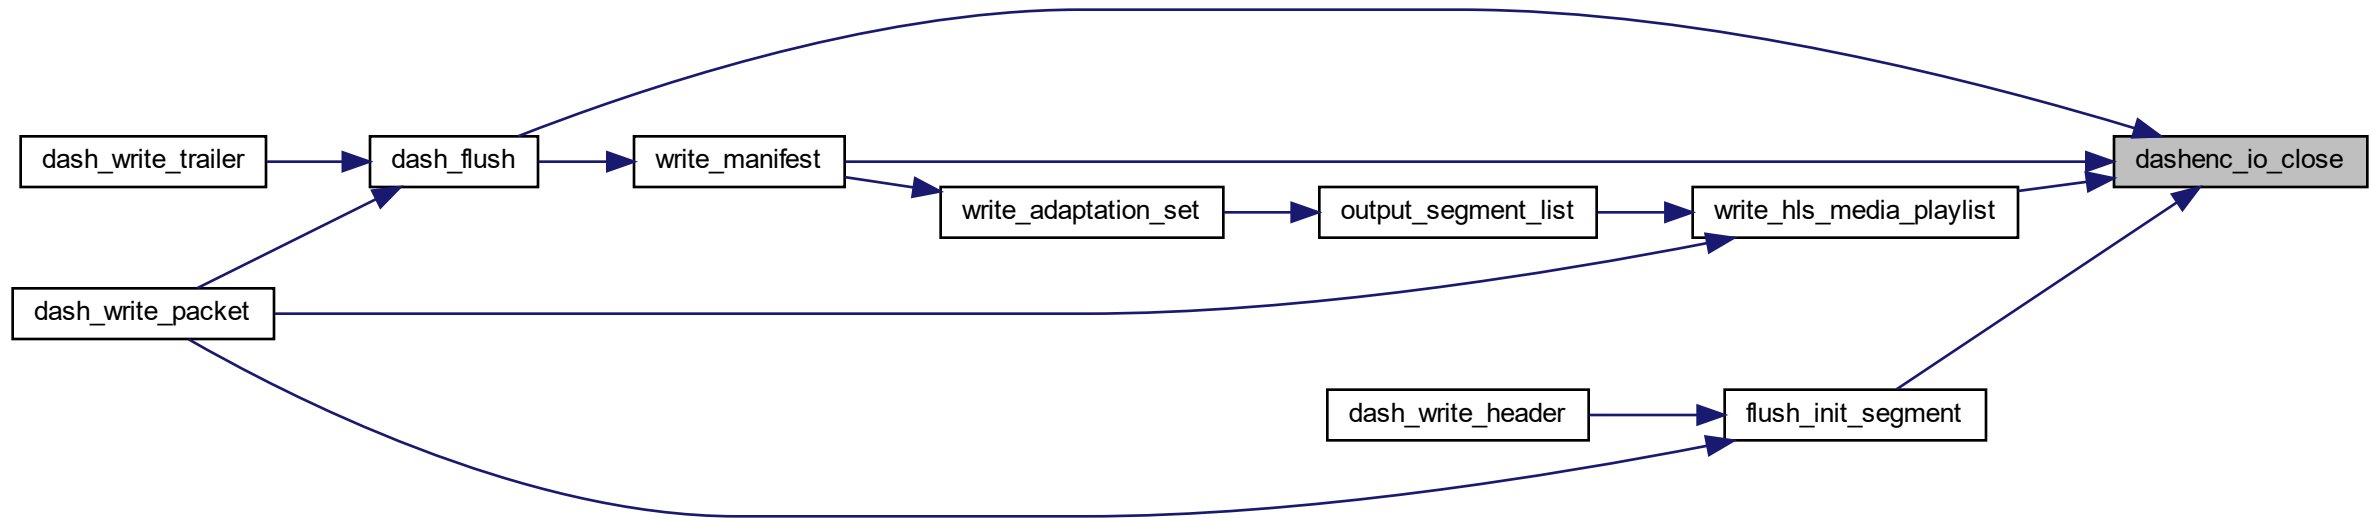 dash_write_trailer
dash_flush
write_manifest
dashenc_io_close
write_adaptation_set
output_segment_list
write_hls_media_playlist
dash_write_packet
dash_write_header
flush_init_segment